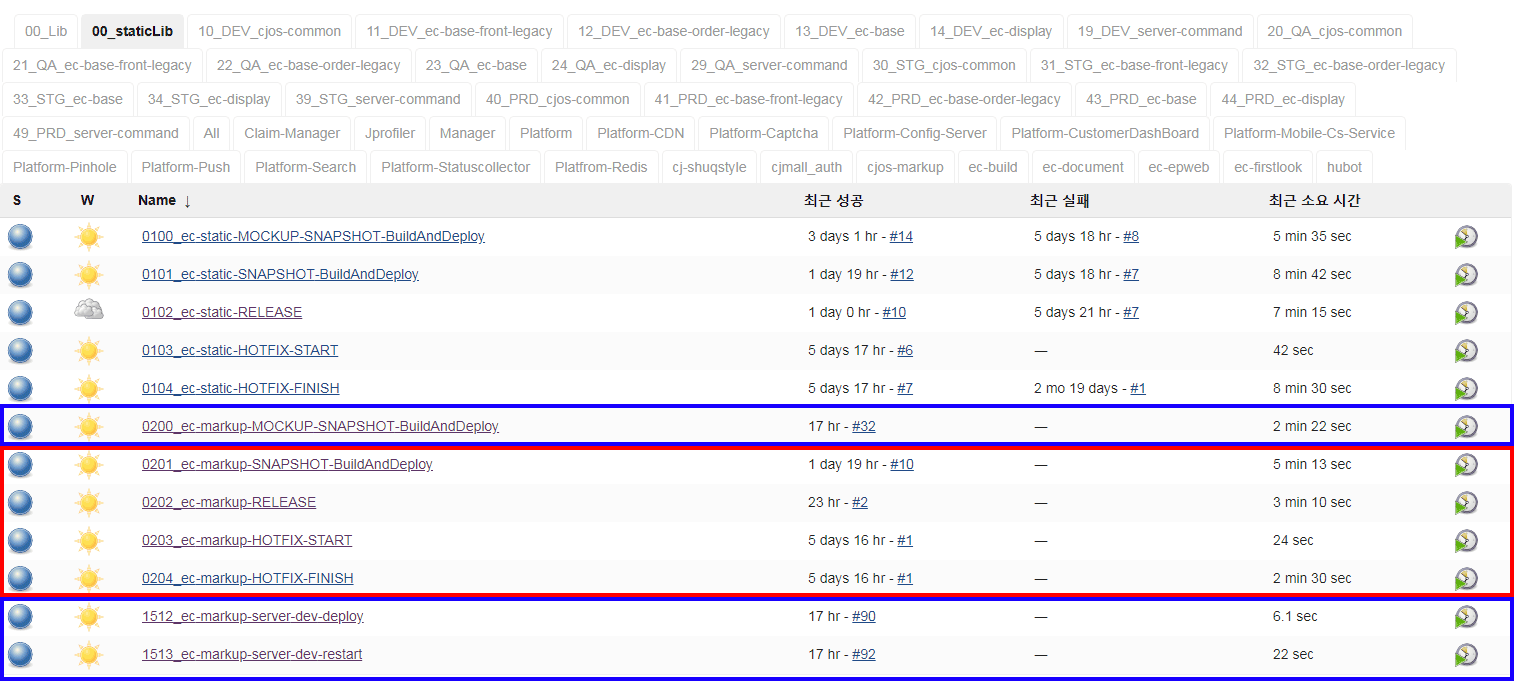 00_Lib 00_staticLib 10_DEV_cjos-common 11_DEV_ec-base-front-legacy 12_DEV_ec-base-order-legacy 13_DEV_ec-base 14_DEV_ec-display 19_DEV_server-command 20_QA_cjos-common
21_QA_ec-base-front-legacy 22_QA_ec-base-order-legacy 23_QA_ec-base 24_QA_ec-display 29_QA_server-command 30_STG_cjos-common 31_STG_ec-base-front-legacy 32_STG_ec-base-order-legacy
33_STG_ec-base 34_STG_ec-display 39_STG_server-command 40_PRD_cjos-common 41_PRD_ec-base-front-legacy 42_PRD_ec-base-order-legacy 43_PRD_ec-base 44_PRD_ec-display
49_PRD_server-command All Claim-Manager Jprofiler Manager Platform Platform-CDN Platform-Captcha Platform-Config-Server Platform-CustomerDashBoard Platform-Mobile-Cs-Service
Platform-Pinhole Platform-Push Platform-Search Platform-Statuscollector Platfrom-Redis cj-shuqstyle cjmall_auth cjos-markup ec-build ec-document ec-epweb ec-firstlook hubot
S W Name ↓ 최근 성공 최근 실패 최근 소요 시간
0100_ec-static-MOCKUP-SNAPSHOT-BuildAndDeploy 3 days 1 hr - #14 5 days 18 hr - #8 5 min 35 sec
0101_ec-static-SNAPSHOT-BuildAndDeploy 1 day 19 hr - #12 5 days 18 hr - #7 8 min 42 sec
0102_ec-static-RELEASE 1 day 0 hr - #10 5 days 21 hr - #7 7 min 15 sec
0103_ec-static-HOTFIX-START 5 days 17 hr - #6 — 42 sec
0104_ec-static-HOTFIX-FINISH 5 days 17 hr - #7 2 mo 19 days - #1 8 min 30 sec
0200_ec-markup-MOCKUP-SNAPSHOT-BuildAndDeploy 17 hr - #32 — 2 min 22 sec
0201_ec-markup-SNAPSHOT-BuildAndDeploy 1 day 19 hr - #10 — 5 min 13 sec
0202_ec-markup-RELEASE 23 hr - #2 — 3 min 10 sec
0203_ec-markup-HOTFIX-START 5 days 16 hr - #1 — 24 sec
0204_ec-markup-HOTFIX-FINISH 5 days 16 hr - #1 — 2 min 30 sec
1512_ec-markup-server-dev-deploy 17 hr - #90 — 6.1 sec
1513_ec-markup-server-dev-restart 17 hr - #92 — 22 sec